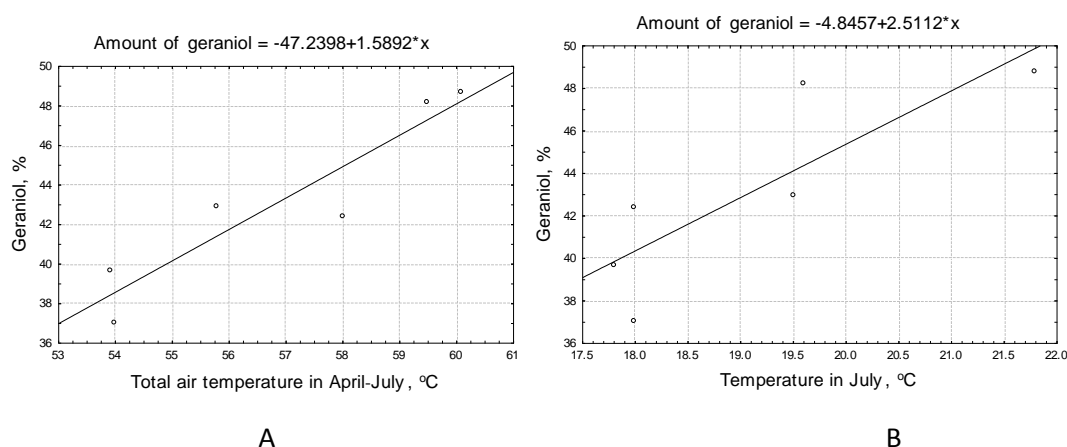 Amount of geraniol = -47.2398+1.5892*x
50
48
46
44
42
40
38
36
Geraniol, %
53 54 55 56 57 58 59 60 61
Total air temperature in April-July, ºC
A
Amount of geraniol = -4.8457+2.5112*x
50
48
46
44
42
40
38
36
Geraniol, %
17.5 18.0 18.5 19.0 19.5 20.0 20.5 21.0 21.5 22.0
Temperature in July, ºC
B